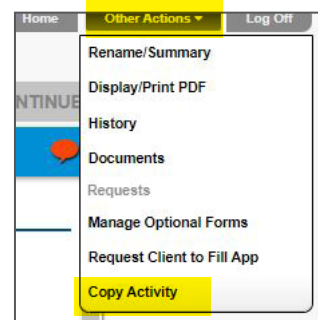 Home Other Actions ▼ Log Off
Rename/Summary
Display/Print PDF
NTINUE
History
Documents
Requests
Manage Optional Forms
Request Client to Fill App
Copy Activity